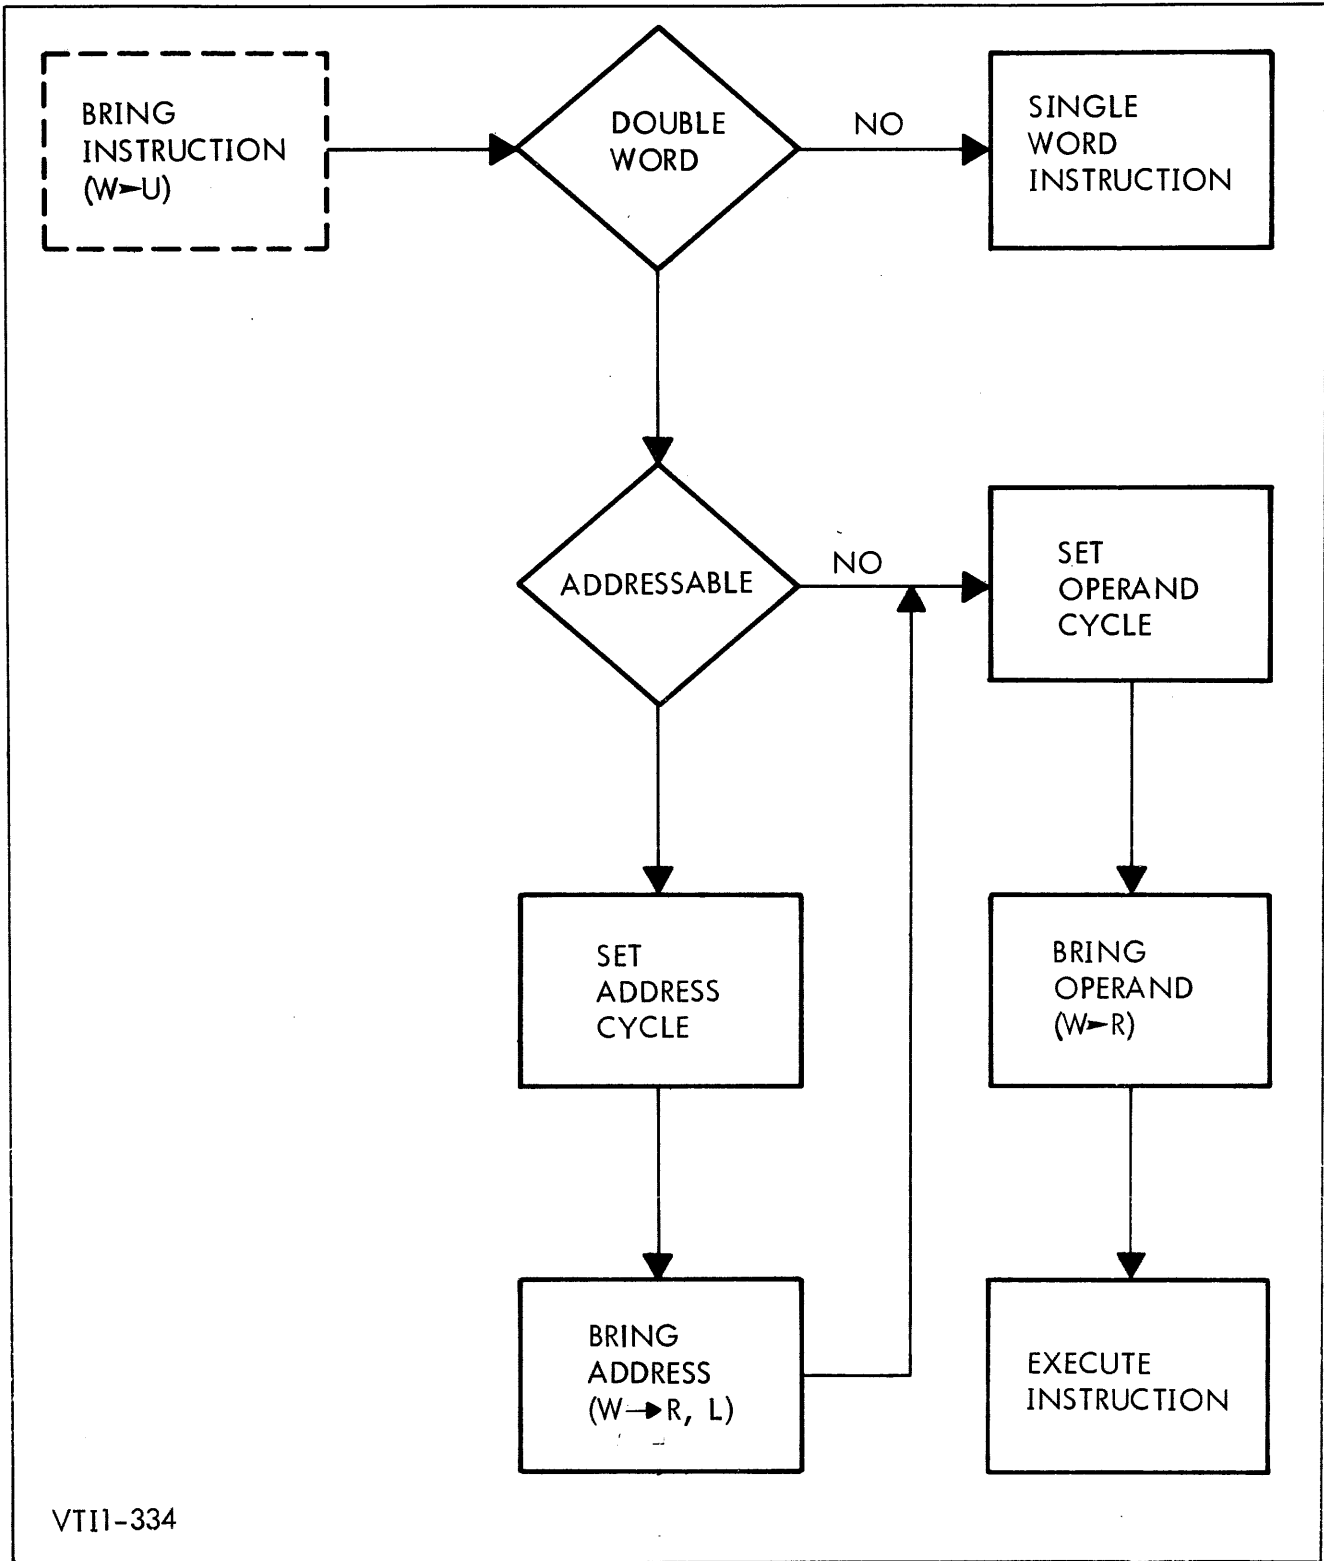 BRING
INSTRUCTION
(W➛U)
DOUBLE
WORD
NO
SINGLE
WORD
INSTRUCTION
ADDRESSABLE
NO
SET
OPERAND
CYCLE
SET
ADDRESS
CYCLE
BRING
OPERAND
(W➛R)
BRING
ADDRESS
(W→R, L)
EXECUTE
INSTRUCTION
VTI1-334